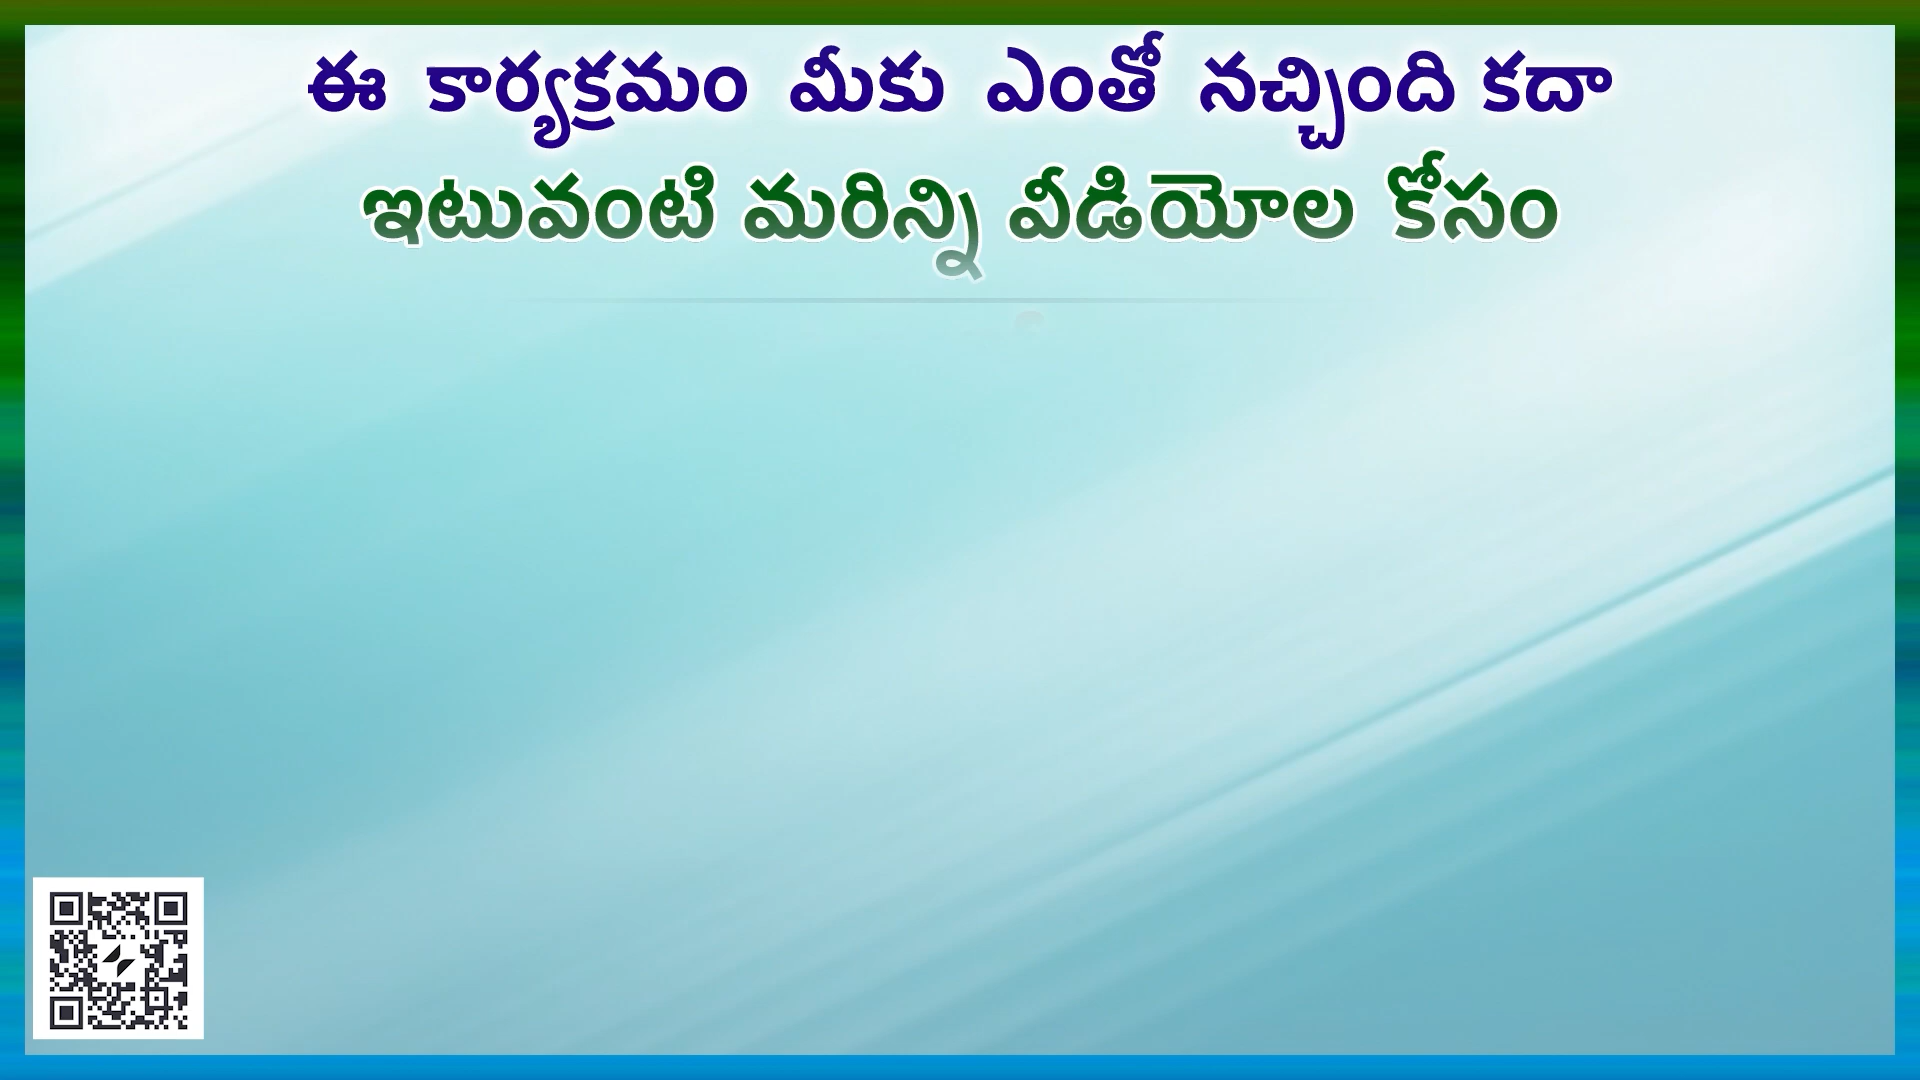 ఈ కార్యక్రమం మీకు ఎంతో నచ్చింది కదా
ఇటువంటి మరిన్ని వీడియోల కోసం